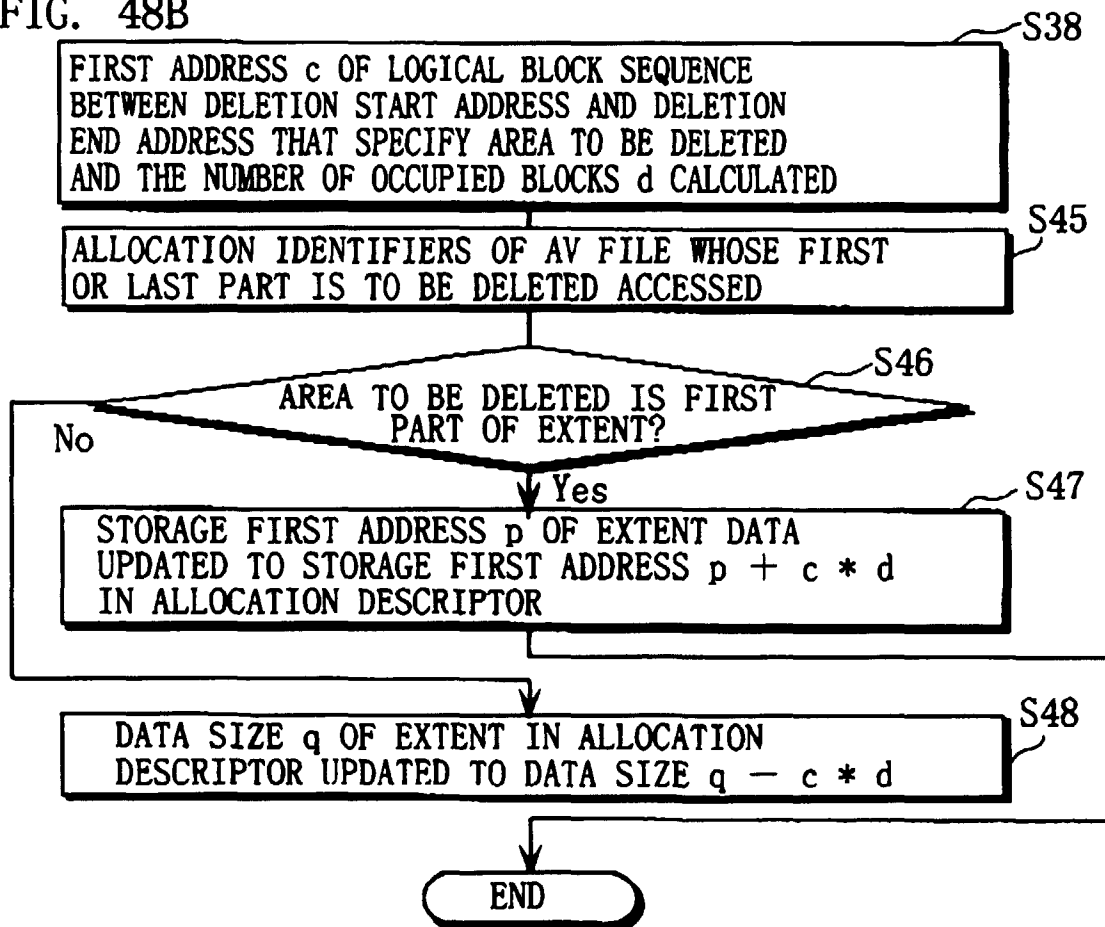 FIG. 48B
S38
FIRST ADDRESS c OF LOGICAL BLOCK SEQUENCE
BETWEEN DELETION START ADDRESS AND DELETION
END ADDRESS THAT SPECIFY AREA TO BE DELETED
AND THE NUMBER OF OCCUPIED BLOCKS d CALCULATED
S45
ALLOCATION IDENTIFIERS OF AV FILE WHOSE FIRST
OR LAST PART IS TO BE DELETED ACCESSED
S46
AREA TO BE DELETED IS FIRST
PART OF EXTENT?
No
Yes
S47
STORAGE FIRST ADDRESS p OF EXTENT DATA
UPDATED TO STORAGE FIRST ADDRESS p + c * d
IN ALLOCATION DESCRIPTOR
S48
DATA SIZE q OF EXTENT IN ALLOCATION
DESCRIPTOR UPDATED TO DATA SIZE q − c * d
END